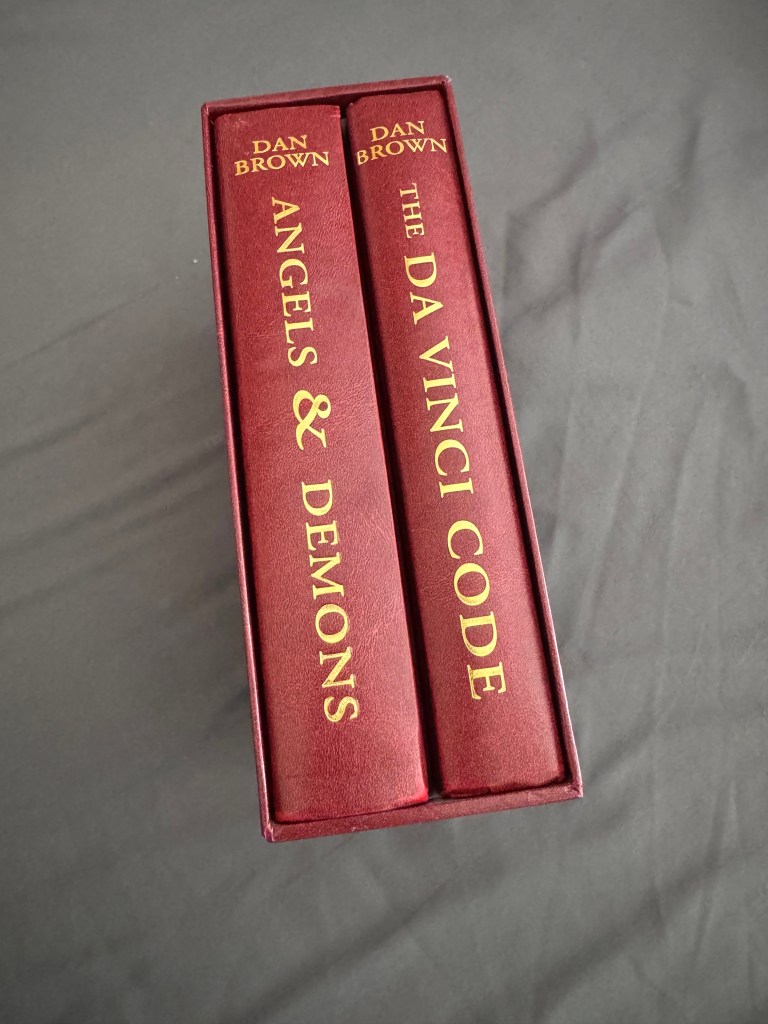 DAN
BROWN
ANGELS & DEMONS
DAN
BROWN
THE DA VINCI CODE